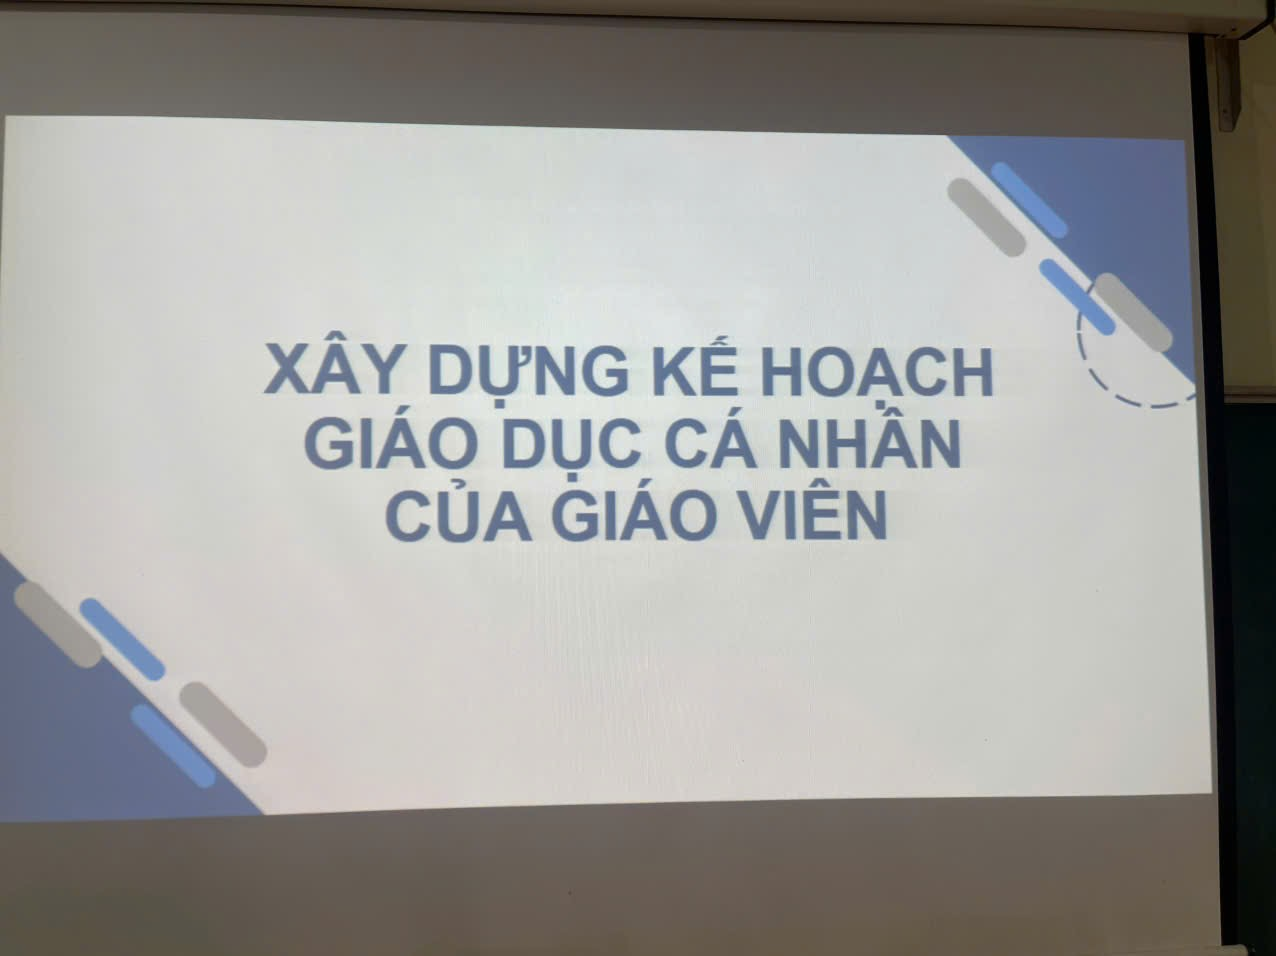 XÂY DỰNG KẾ HOẠCH
GIÁO DỤC CÁ NHÂN
CỦA GIÁO VIÊN